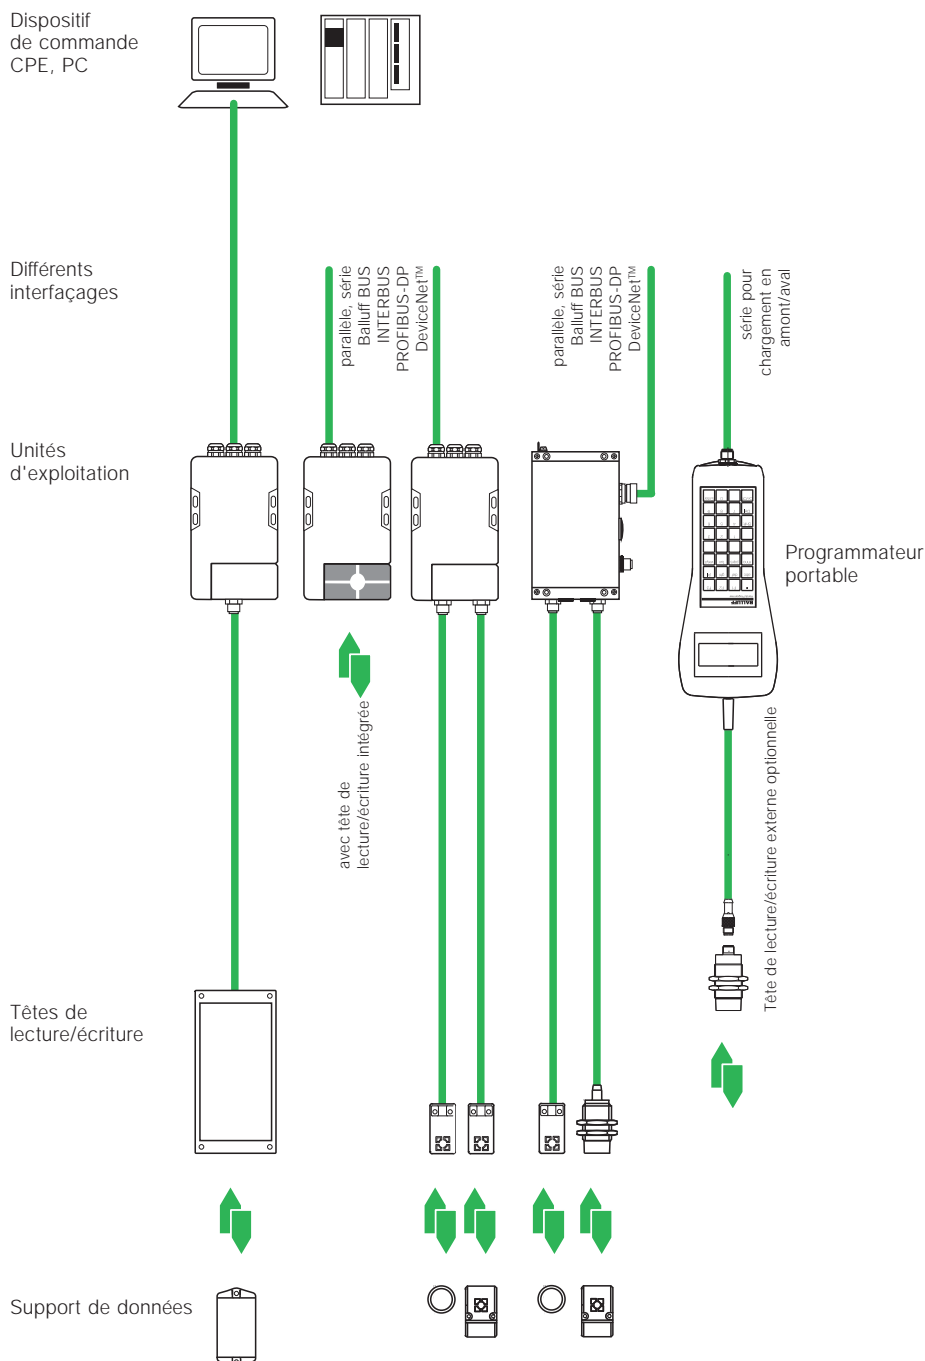 Dispositif
de commande
CPE, PC
Différents
interfaçages
parallèle, série
Balluff BUS
INTERBUS
PROFIBUS-DP
DeviceNet™
parallèle, série
Balluff BUS
INTERBUS
PROFIBUS-DP
DeviceNet™
série pour
chargement en
amont/aval
Unités
d'exploitation
Programmateur
portable
BALLUFF
avec tête de
lecture/écriture intégrée
Tête de lecture/écriture externe optionnelle
Têtes de
lecture/écriture
Support de données